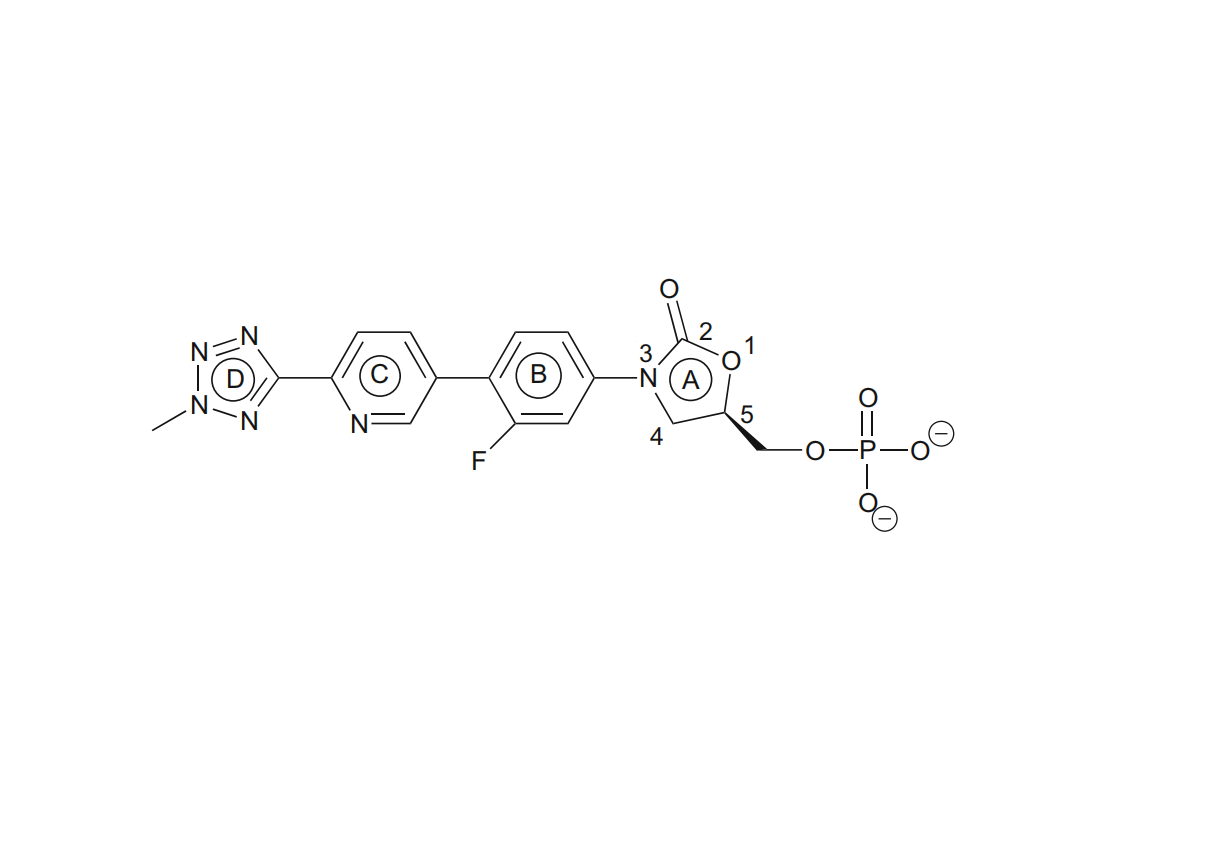 O
2
N N 3 O 1
D C B N A
N N N 4 5 O
F O P O ⊖
O ⊖